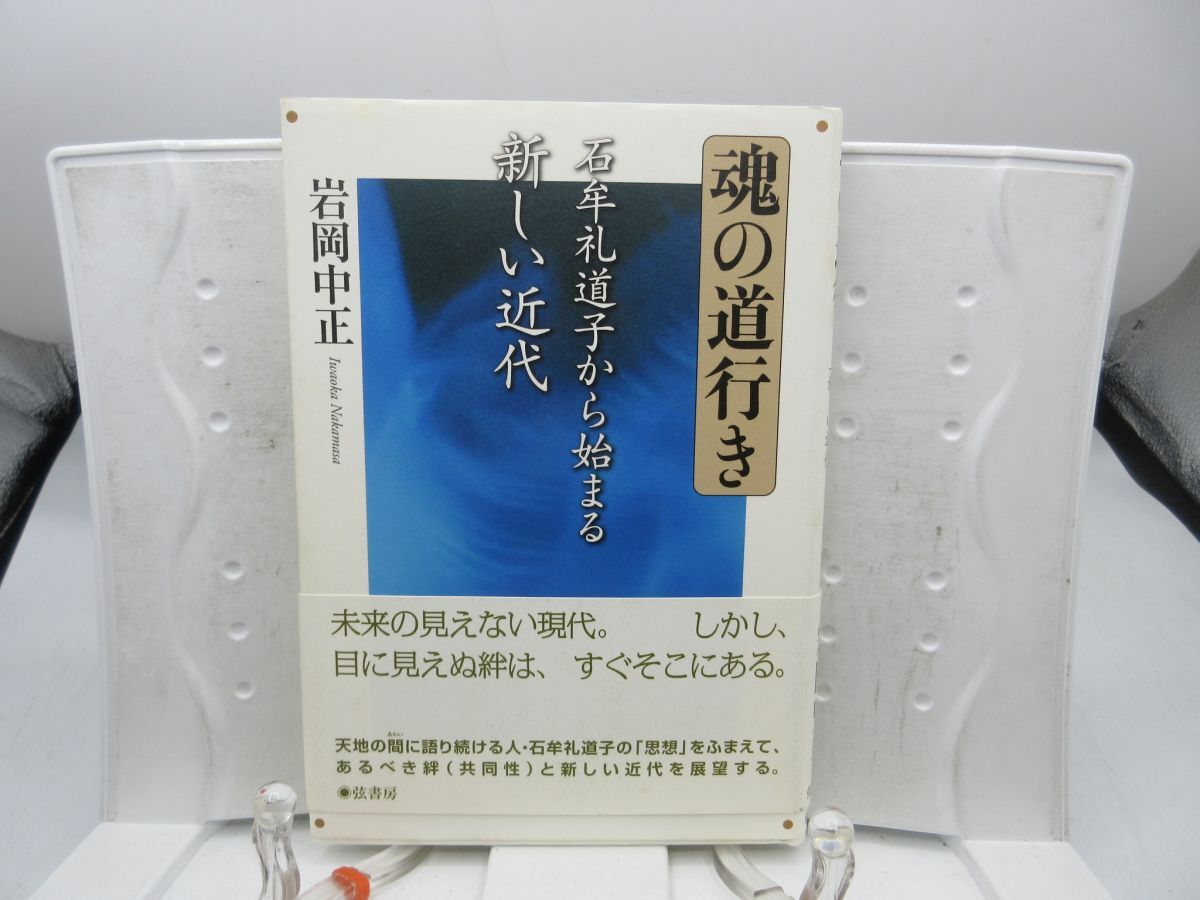 魂の道行き
石牟礼道子から始まる
新しい近代
岩岡中正
Iwaoka Nakamasa
未来の見えない現代。 しかし、
目に見えぬ絆は、すぐそこにある。
あわい
天地の間に語り続ける人・石牟礼道子の「思想」をふまえて、
あるべき絆（共同性）と新しい近代を展望する。
◉弦書房